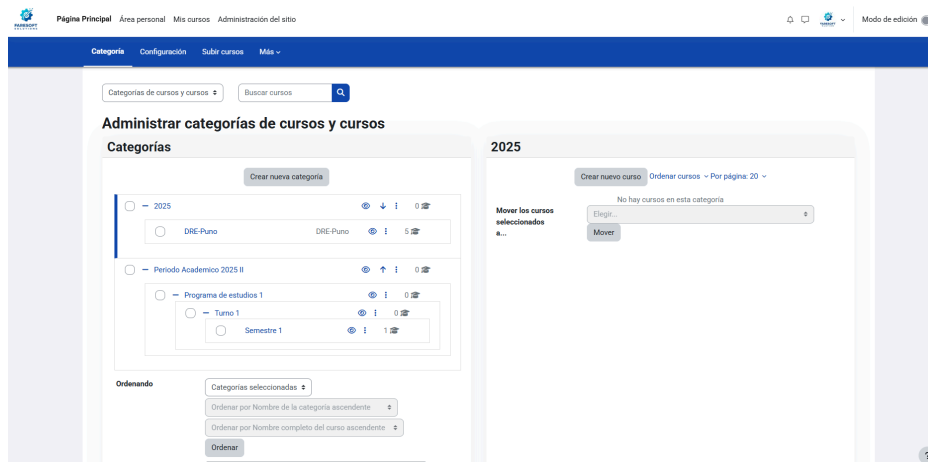 FARESOFT
SOLUTIONS
Página Principal Área personal Mis cursos Administración del sitio
Modo de edición
Categoría Configuración Subir cursos Más
Categorías de cursos y cursos
Buscar cursos
Administrar categorías de cursos y cursos
Categorías
Crear nueva categoría
2025 0
DRE-Puno DRE-Puno 5
Periodo Academico 2025 II 0
Programa de estudios 1 0
Turno 1 0
Semestre 1 1
Ordenando
Categorías seleccionadas
Ordenar por Nombre de la categoría ascendente
Ordenar por Nombre completo del curso ascendente
Ordenar
2025
Crear nuevo curso Ordenar cursos Por página: 20
No hay cursos en esta categoría
Mover los cursos
seleccionados
a...
Elegir...
Mover
?